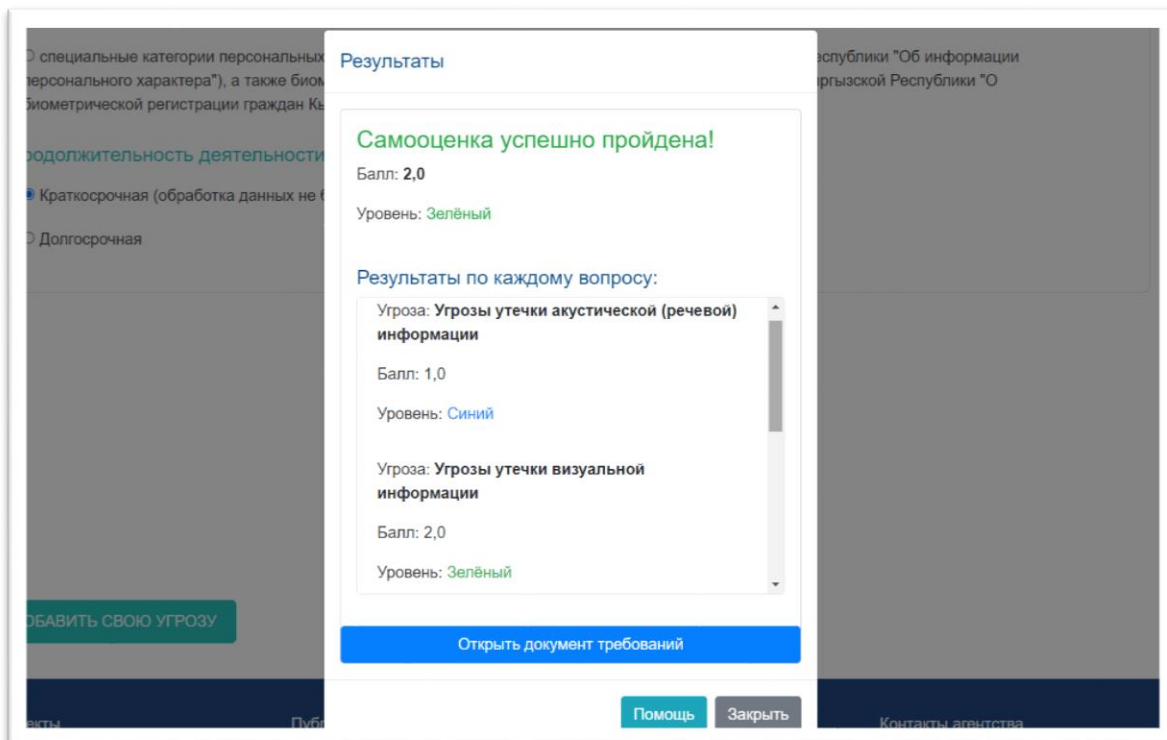 специальные категории персональных
еспублики "Об информации
персонального характера"), а также биом
ргызской Республики "О
биометрической регистрации граждан Кы
родолжительность деятельности
Краткосрочная (обработка данных не б
Долгосрочная
ОБАВИТЬ СВОЮ УГРОЗУ
Результаты
Самооценка успешно пройдена!
Балл: 2,0
Уровень: Зелёный
Результаты по каждому вопросу:
Угроза: Угрозы утечки акустической (речевой)
информации
Балл: 1,0
Уровень: Синий
Угроза: Угрозы утечки визуальной
информации
Балл: 2,0
Уровень: Зелёный
Открыть документ требований
Помощь
Закрыть
екты
Публ
Контакты агентства